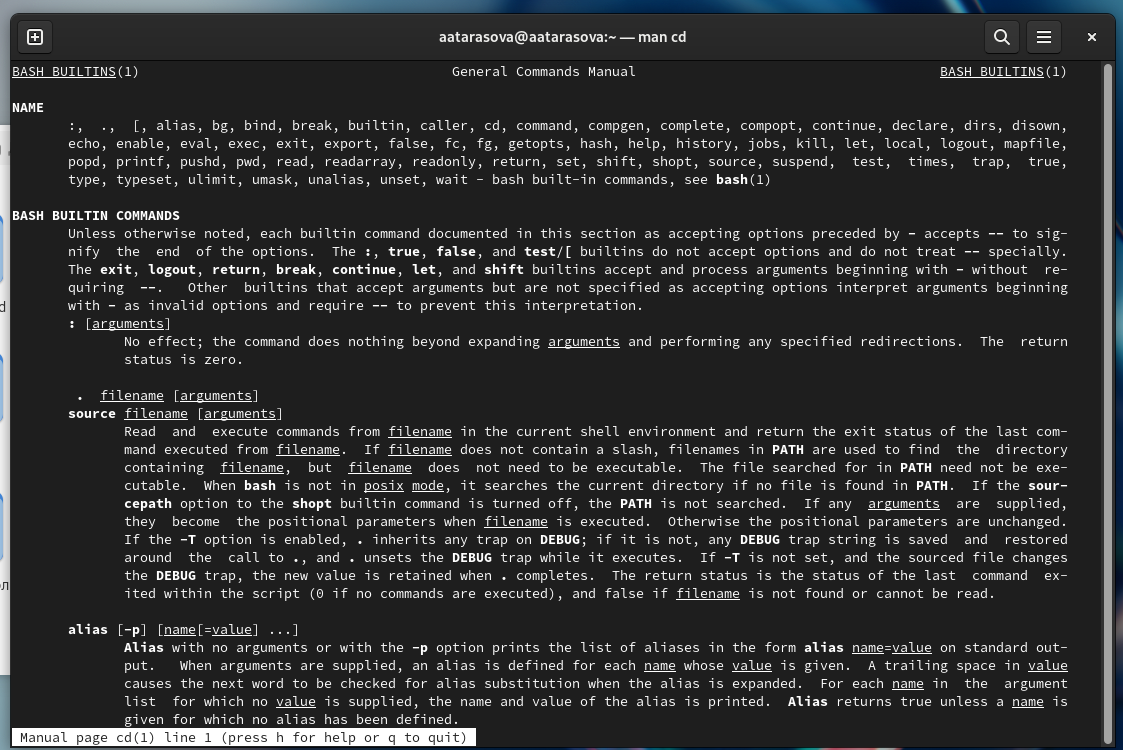 aatarasova@aatarasova:~ — man cd
BASH BUILTINS(1) General Commands Manual BASH BUILTINS(1)
NAME
:, ., [, alias, bg, bind, break, builtin, caller, cd, command, compgen, complete, compopt, continue, declare, dirs, disown,
echo, enable, eval, exec, exit, export, false, fc, fg, getopts, hash, help, history, jobs, kill, let, local, logout, mapfile,
popd, printf, pushd, pwd, read, readarray, readonly, return, set, shift, shopt, source, suspend, test, times, trap, true,
type, typeset, ulimit, umask, unalias, unset, wait - bash built-in commands, see bash(1)
BASH BUILTIN COMMANDS
Unless otherwise noted, each builtin command documented in this section as accepting options preceded by - accepts -- to sig-
nify the end of the options. The :, true, false, and test/[ builtins do not accept options and do not treat -- specially.
The exit, logout, return, break, continue, let, and shift builtins accept and process arguments beginning with - without re-
quiring --. Other builtins that accept arguments but are not specified as accepting options interpret arguments beginning
with - as invalid options and require -- to prevent this interpretation.
: [arguments]
No effect; the command does nothing beyond expanding arguments and performing any specified redirections. The return
status is zero.
. filename [arguments]
source filename [arguments]
Read and execute commands from filename in the current shell environment and return the exit status of the last com-
mand executed from filename. If filename does not contain a slash, filenames in PATH are used to find the directory
containing filename, but filename does not need to be executable. The file searched for in PATH need not be exe-
cutable. When bash is not in posix mode, it searches the current directory if no file is found in PATH. If the sour-
cepath option to the shopt builtin command is turned off, the PATH is not searched. If any arguments are supplied,
they become the positional parameters when filename is executed. Otherwise the positional parameters are unchanged.
If the -T option is enabled, . inherits any trap on DEBUG; if it is not, any DEBUG trap string is saved and restored
around the call to ., and . unsets the DEBUG trap while it executes. If -T is not set, and the sourced file changes
the DEBUG trap, the new value is retained when . completes. The return status is the status of the last command ex-
ited within the script (0 if no commands are executed), and false if filename is not found or cannot be read.
alias [-p] [name[=value] ...]
Alias with no arguments or with the -p option prints the list of aliases in the form alias name=value on standard out-
put. When arguments are supplied, an alias is defined for each name whose value is given. A trailing space in value
causes the next word to be checked for alias substitution when the alias is expanded. For each name in the argument
list for which no value is supplied, the name and value of the alias is printed. Alias returns true unless a name is
given for which no alias has been defined.
Manual page cd(1) line 1 (press h for help or q to quit)